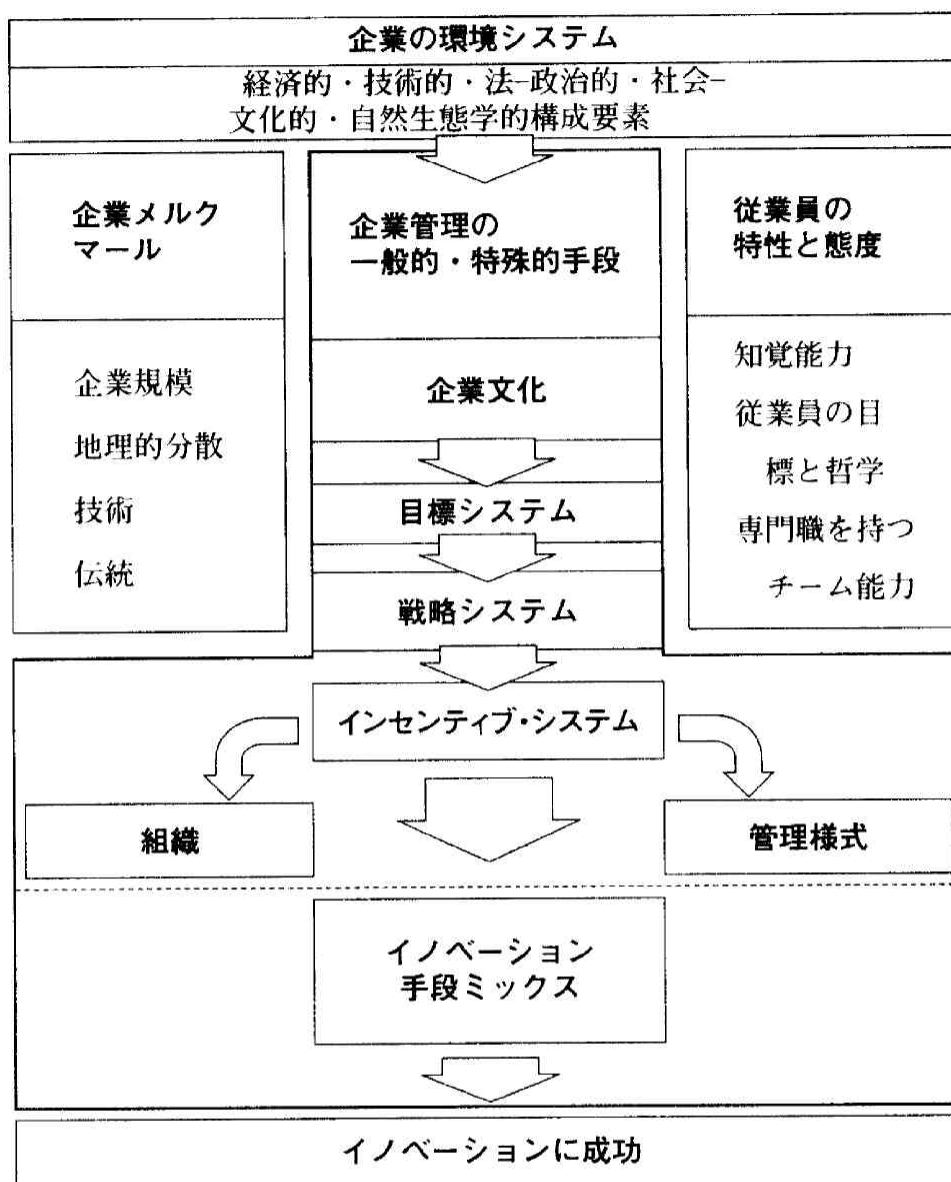 企業の環境システム
経済的・技術的・法–政治的・社会–
文化的・自然生態学的構成要素
企業メルク
マール
企業規模
地理的分散
技術
伝統
企業管理の
一般的・特殊的手段
企業文化
目標システム
戦略システム
従業員の
特性と態度
知覚能力
従業員の目
標と哲学
専門職を持つ
チーム能力
インセンティブ・システム
組織
管理様式
イノベーション
手段ミックス
イノベーションに成功